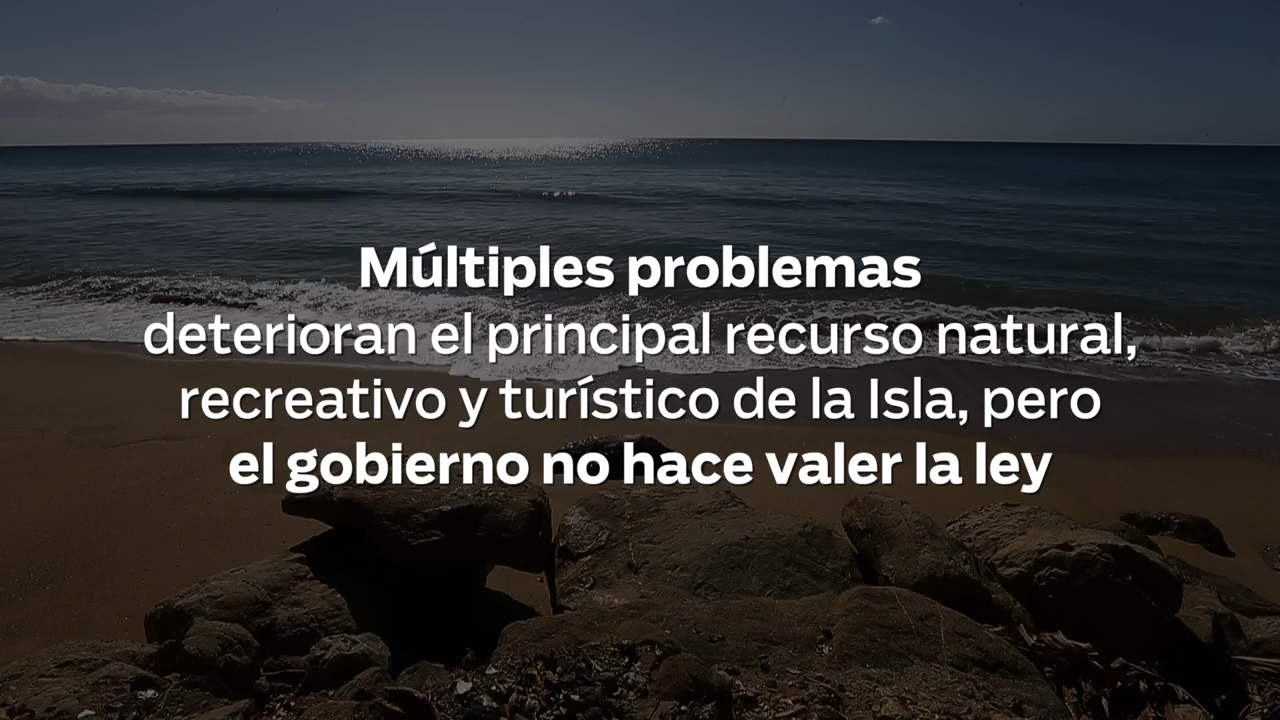 Múltiples problemas
deterioran el principal recurso natural,
recreativo y turístico de la Isla, pero
el gobierno no hace valer la ley